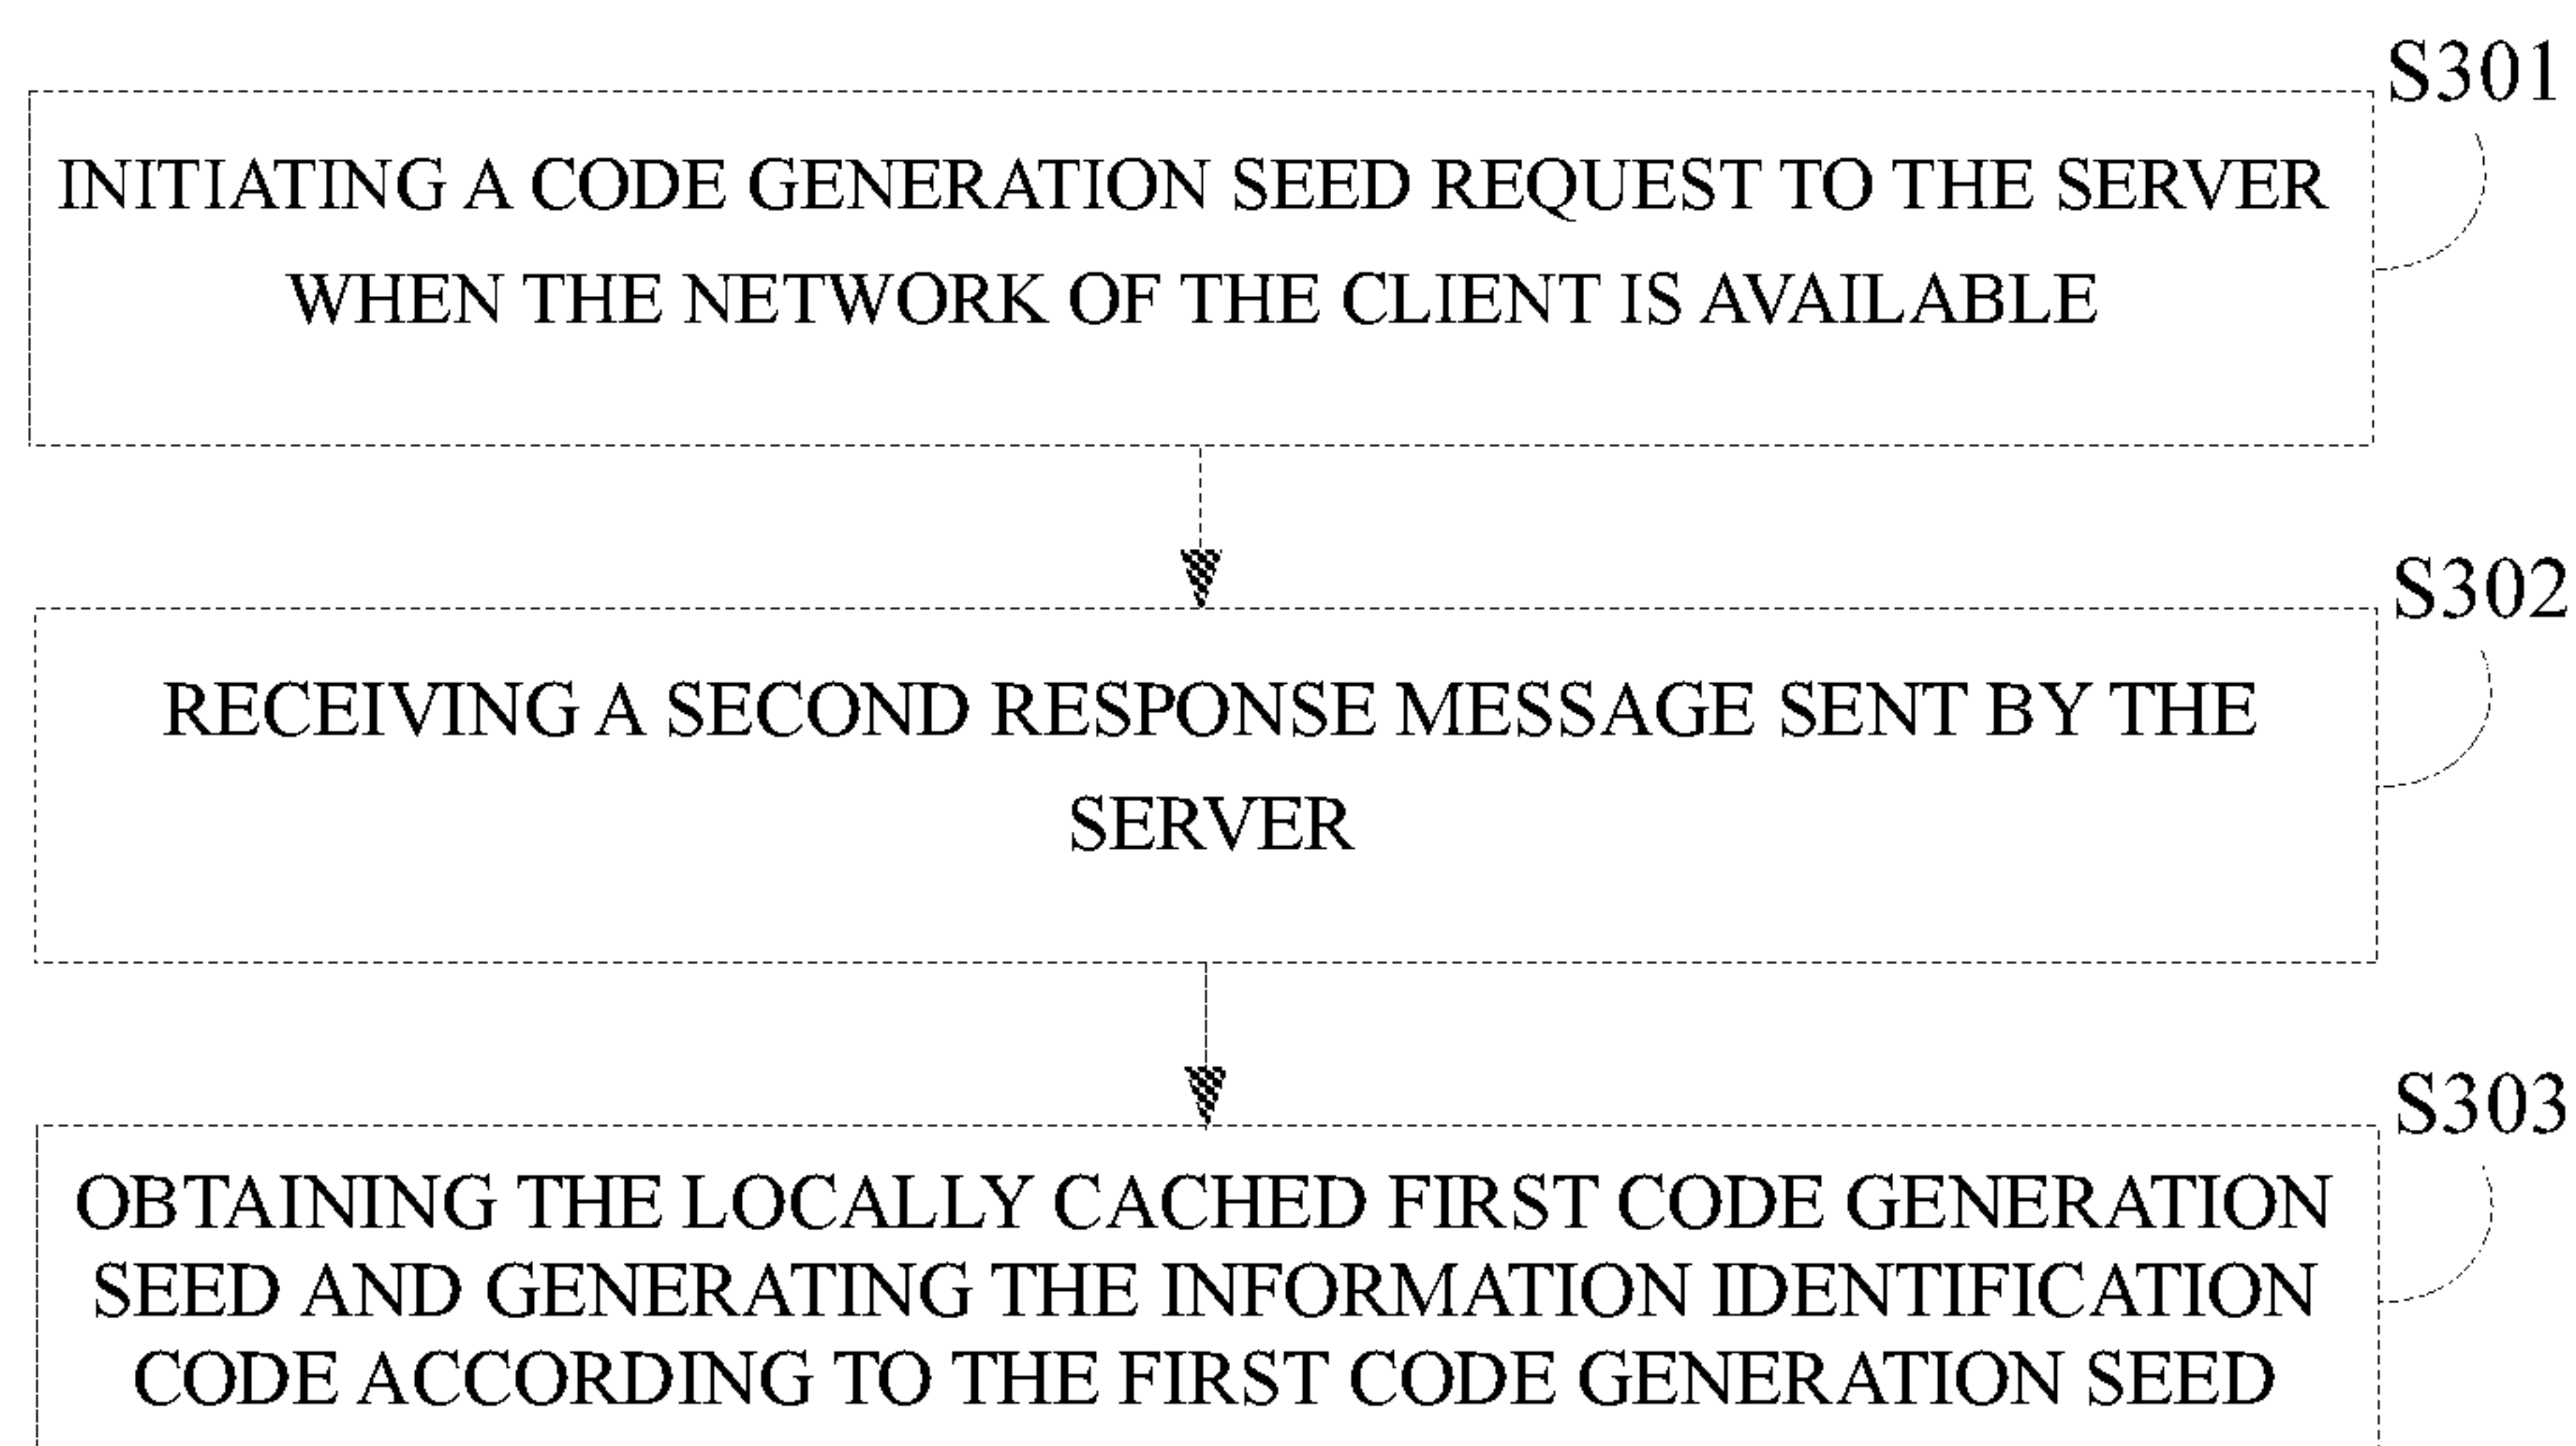 S301
INITIATING A CODE GENERATION SEED REQUEST TO THE SERVER
WHEN THE NETWORK OF THE CLIENT IS AVAILABLE
S302
RECEIVING A SECOND RESPONSE MESSAGE SENT BY THE
SERVER
S303
OBTAINING THE LOCALLY CACHED FIRST CODE GENERATION
SEED AND GENERATING THE INFORMATION IDENTIFICATION
CODE ACCORDING TO THE FIRST CODE GENERATION SEED